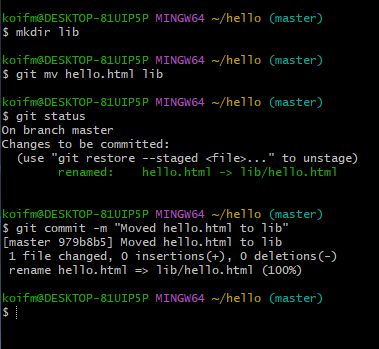 koifm@DESKTOP-81UIP5P MINGW64 ~/hello (master)
$ mkdir lib
koifm@DESKTOP-81UIP5P MINGW64 ~/hello (master)
$ git mv hello.html lib
koifm@DESKTOP-81UIP5P MINGW64 ~/hello (master)
$ git status
On branch master
Changes to be committed:
  (use "git restore --staged <file>..." to unstage)
        renamed:    hello.html -> lib/hello.html
koifm@DESKTOP-81UIP5P MINGW64 ~/hello (master)
$ git commit -m "Moved hello.html to lib"
[master 979b8b5] Moved hello.html to lib
 1 file changed, 0 insertions(+), 0 deletions(-)
 rename hello.html => lib/hello.html (100%)
koifm@DESKTOP-81UIP5P MINGW64 ~/hello (master)
$